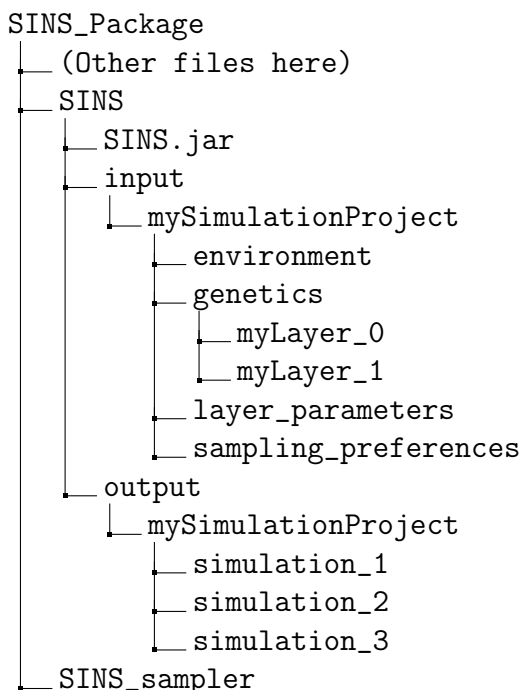 SINS_Package
(Other files here)
SINS
SINS.jar
input
mySimulationProject
environment
genetics
myLayer_0
myLayer_1
layer_parameters
sampling_preferences
output
mySimulationProject
simulation_1
simulation_2
simulation_3
SINS_sampler